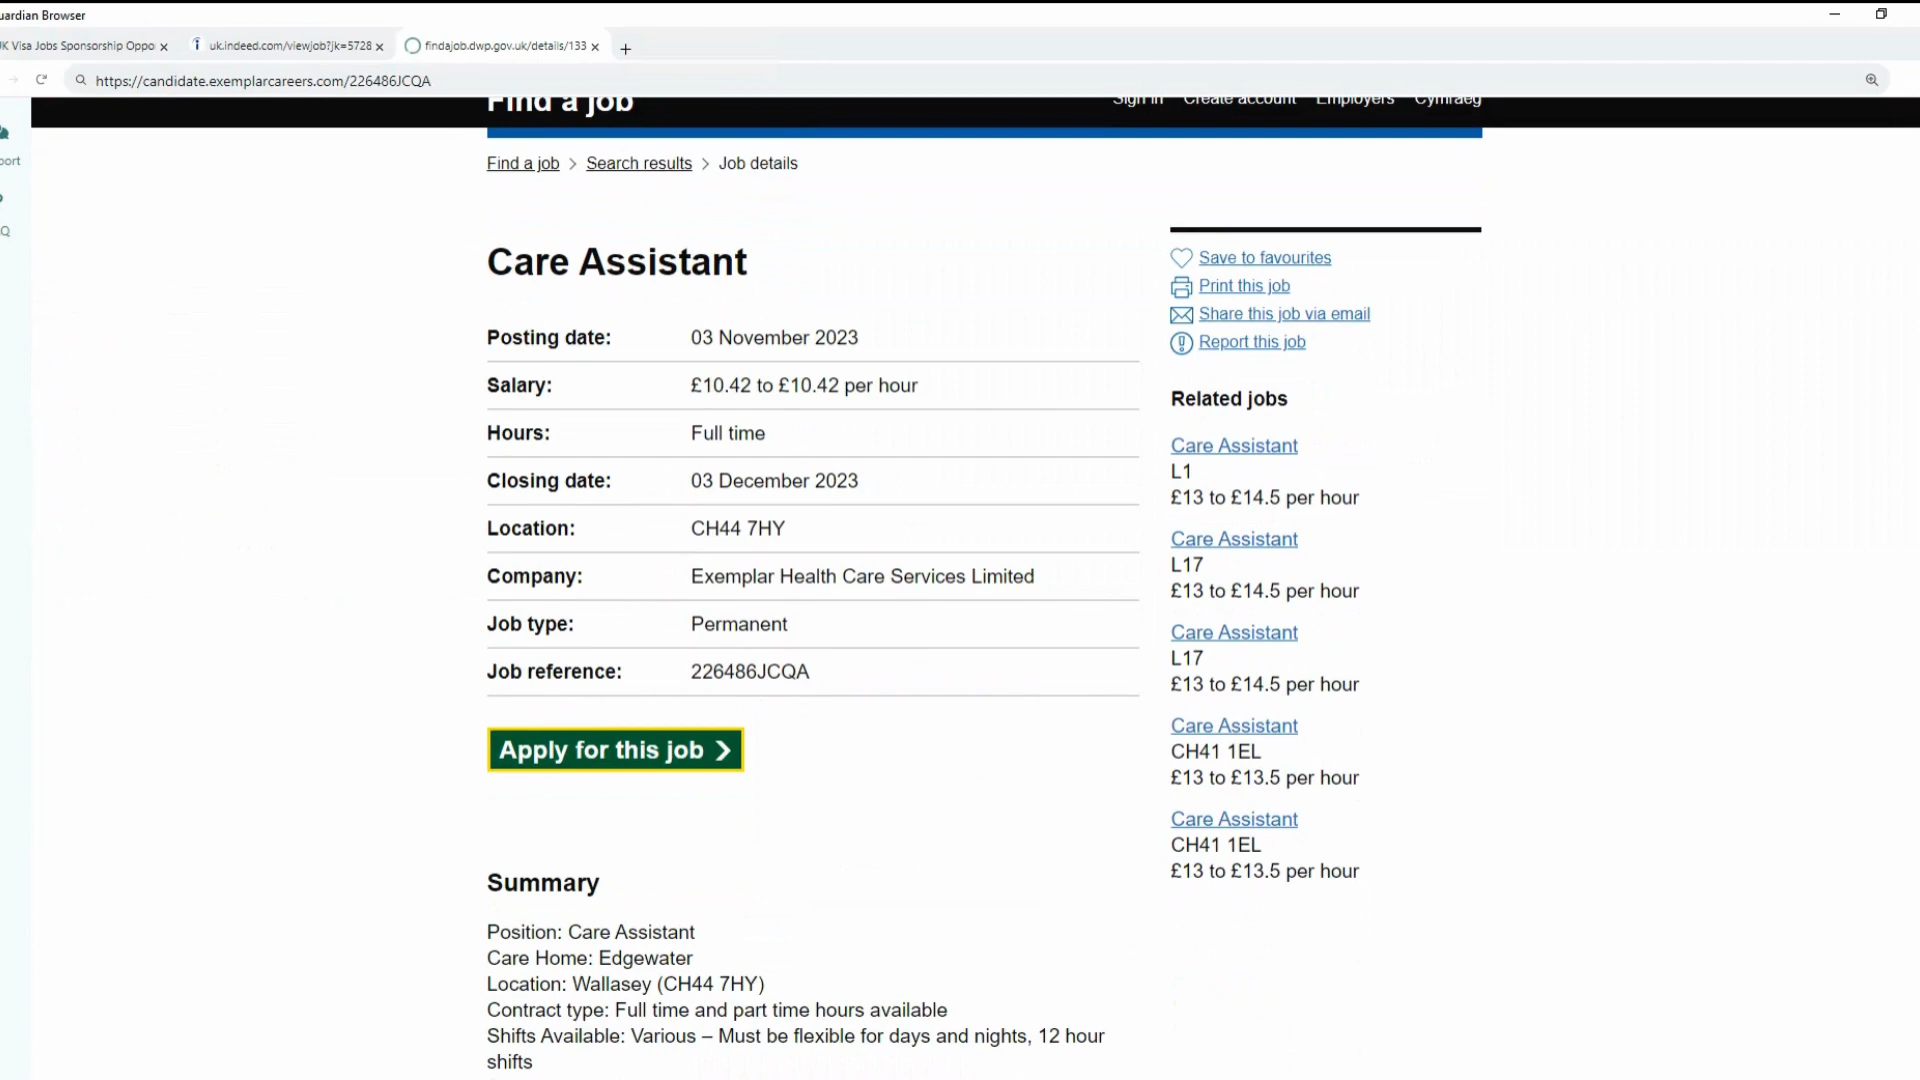 uardian Browser
K Visa Jobs Sponsorship Oppo
uk.indeed.com/viewjob?jk=5728
findajob.dwp.gov.uk/details/133
https://candidate.exemplarcareers.com/226486JCQA
Find a job
Sign in Create account Employers Cymraeg
port
Q
Find a job > Search results > Job details
Care Assistant
Posting date: 03 November 2023
Salary: £10.42 to £10.42 per hour
Hours: Full time
Closing date: 03 December 2023
Location: CH44 7HY
Company: Exemplar Health Care Services Limited
Job type: Permanent
Job reference: 226486JCQA
Apply for this job
Summary
Position: Care Assistant
Care Home: Edgewater
Location: Wallasey (CH44 7HY)
Contract type: Full time and part time hours available
Shifts Available: Various – Must be flexible for days and nights, 12 hour
shifts
Save to favourites
Print this job
Share this job via email
Report this job
Related jobs
Care Assistant
L1
£13 to £14.5 per hour
Care Assistant
L17
£13 to £14.5 per hour
Care Assistant
L17
£13 to £14.5 per hour
Care Assistant
CH41 1EL
£13 to £13.5 per hour
Care Assistant
CH41 1EL
£13 to £13.5 per hour